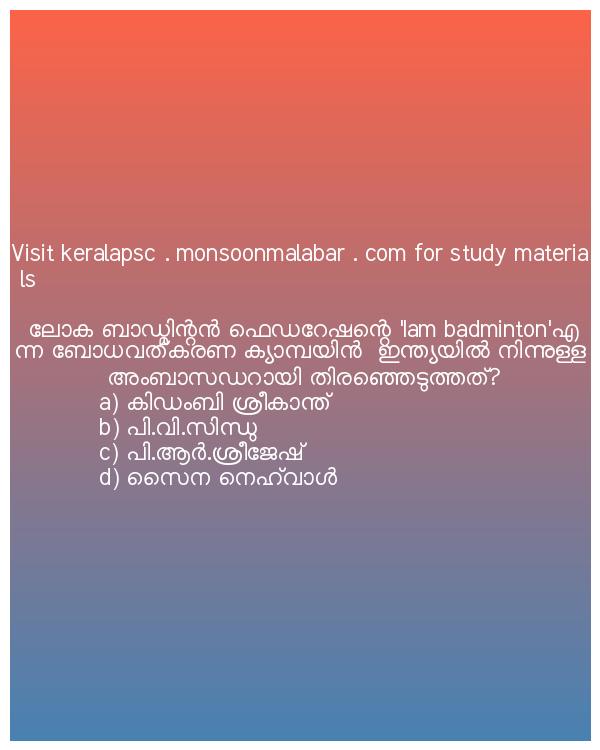 Visit keralapsc . monsoonmalabar . com for study materia
ls
ലോക ബാഡ്മിന്റൻ ഫെഡറേഷന്റെ 'Iam badminton'എ
ന്ന ബോധവത്കരണ ക്യാമ്പയിൻ ഇന്ത്യയിൽ നിന്നുള്ള
അംബാസഡറായി തിരഞ്ഞെടുത്തത്?
a) കിഡംബി ശ്രീകാന്ത്
b) പി.വി.സിന്ധു
c) പി.ആർ.ശ്രീജേഷ്
d) സൈന നെഹ്‌വാൾ